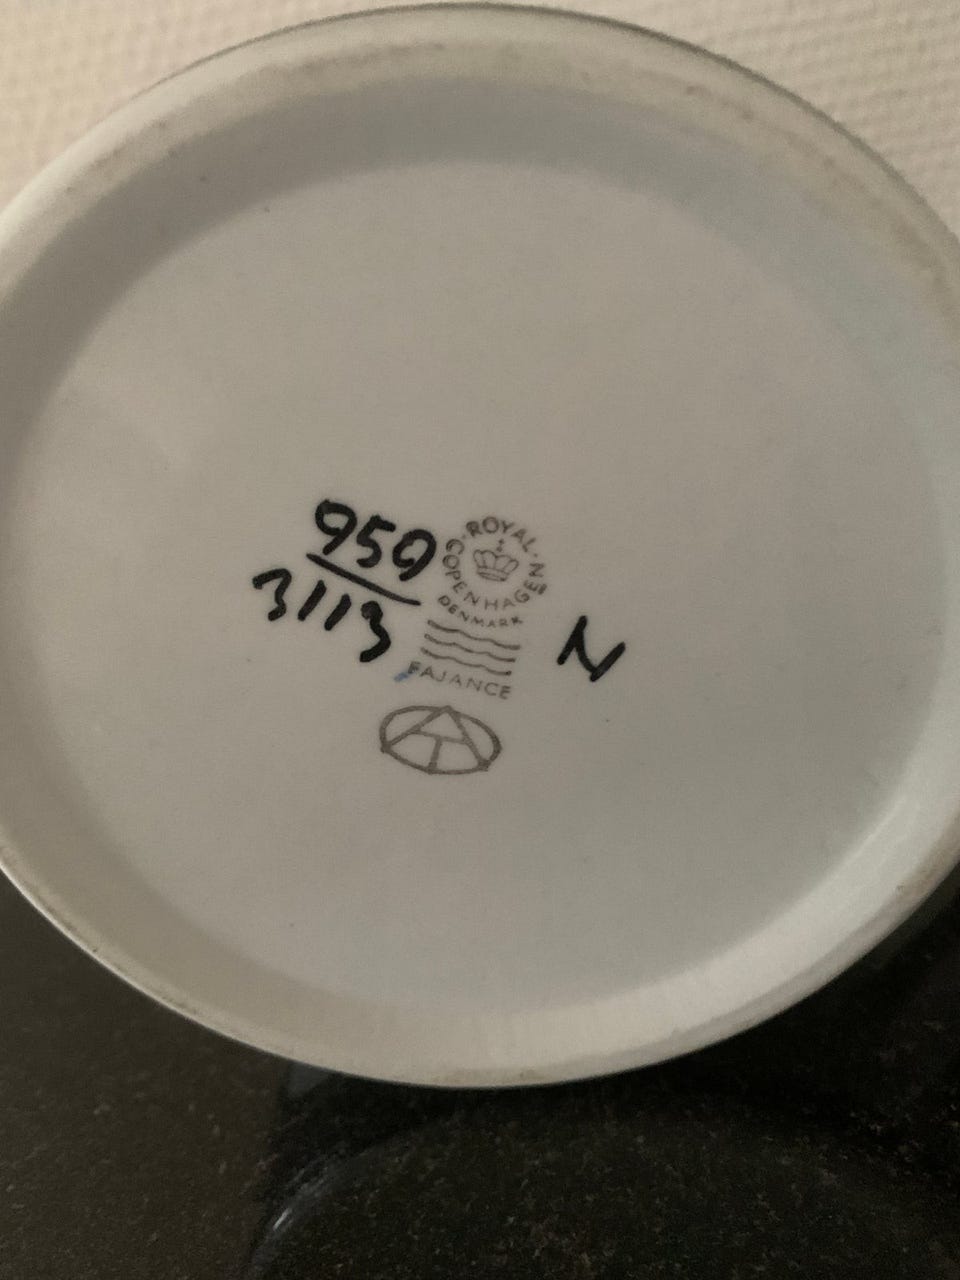 959
3113
ROYAL
COPENHAGEN
DENMARK
FAJANCE
N